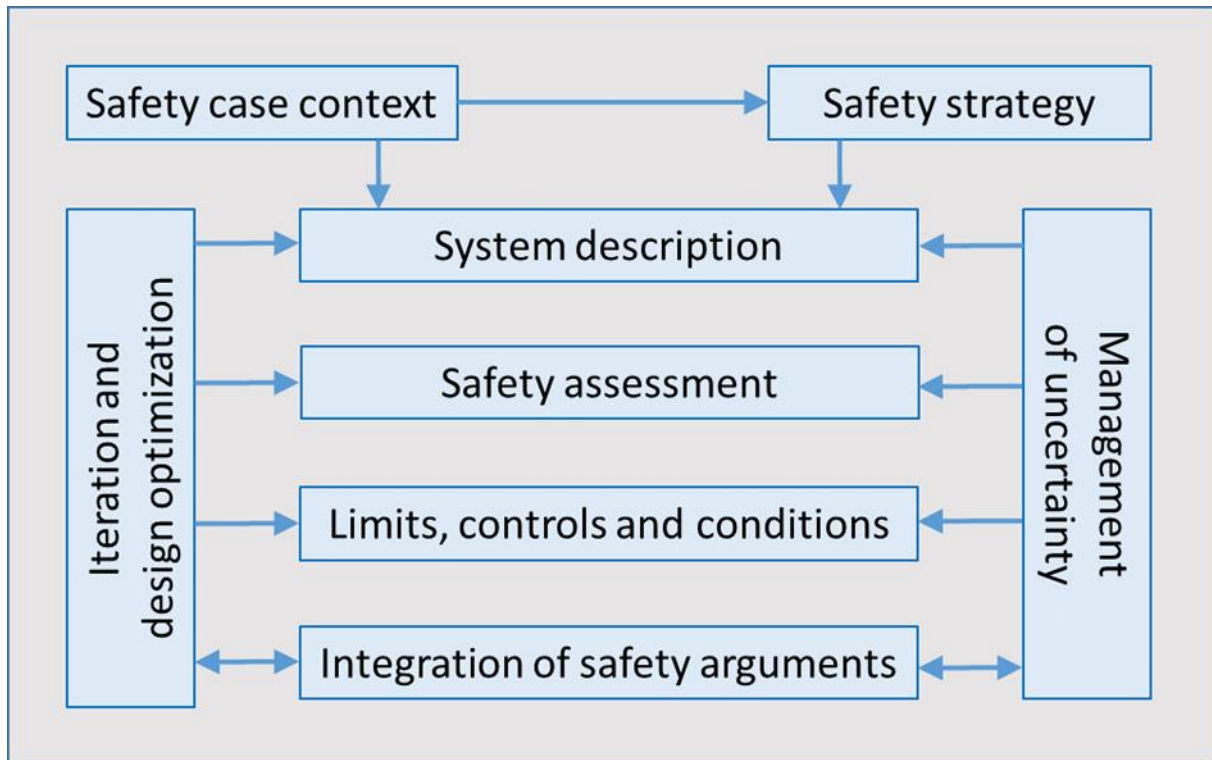 Safety case context
Safety strategy
Iteration and
design optimization
System description
Safety assessment
Limits, controls and conditions
Integration of safety arguments
Management
of uncertainty